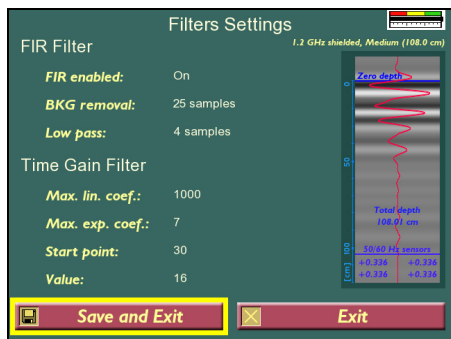 Filters Settings
1.2 GHz shielded, Medium (108.0 cm)
FIR Filter
FIR enabled: On
BKG removal: 25 samples
Low pass: 4 samples
Time Gain Filter
Max. lin. coef.: 1000
Max. exp. coef.: 7
Start point: 30
Value: 16
Zero depth
0
50
Total depth
108.01 cm
100
50/60 Hz sensors
+0.336 +0.336
+0.336 +0.336
[cm]
Save and Exit
Exit